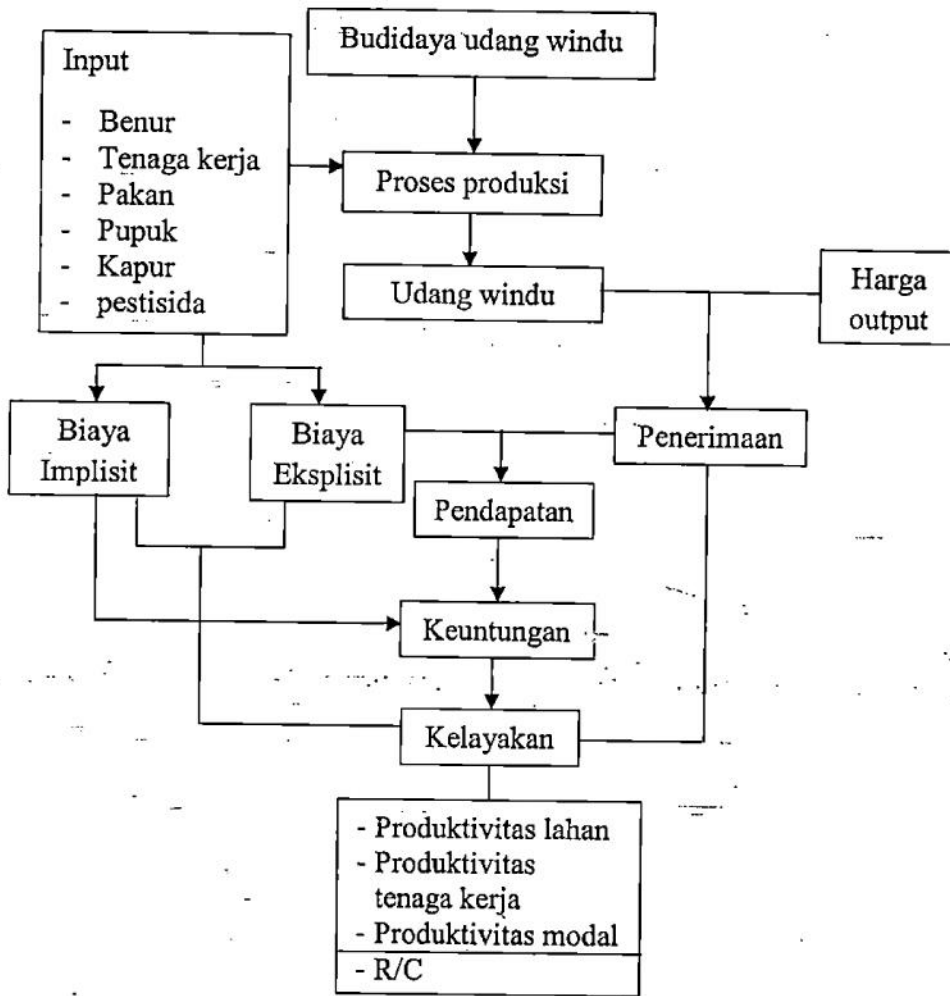 Budidaya udang windu
Input
- Benur
- Tenaga kerja
- Pakan
- Pupuk
- Kapur
- pestisida
Proses produksi
Udang windu
Harga
output
Biaya
Implisit
Biaya
Eksplisit
Penerimaan
Pendapatan
Keuntungan
Kelayakan
- Produktivitas lahan
- Produktivitas
tenaga kerja
- Produktivitas modal
- R/C